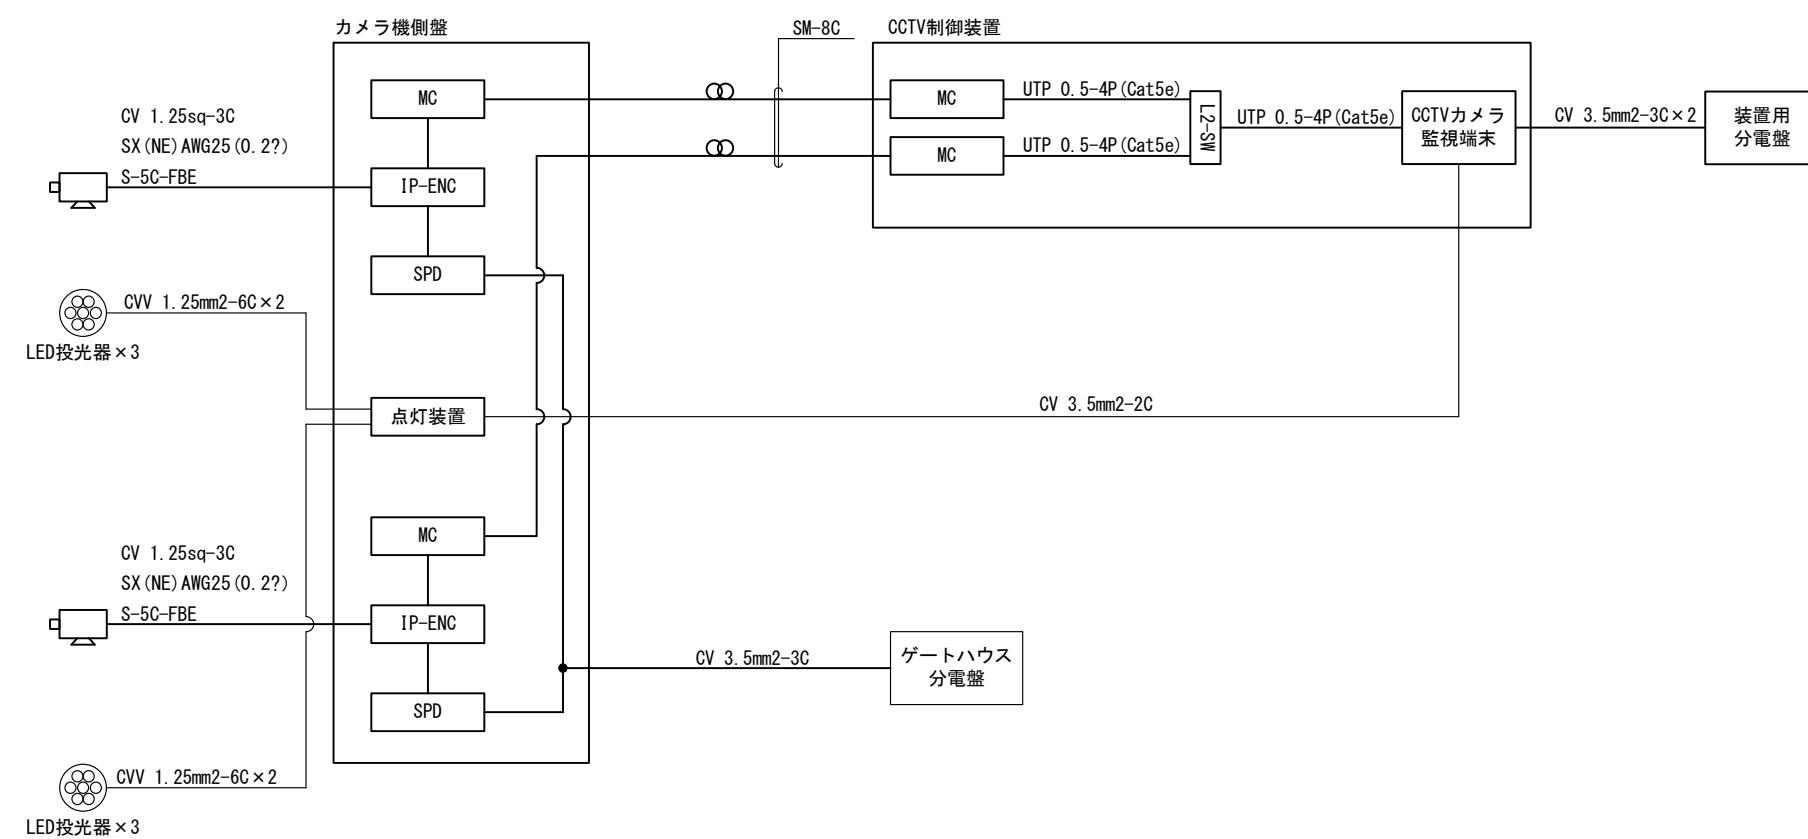 カメラ機側盤
SM-8C
CCTV制御装置
MC
MC
UTP 0.5-4P(Cat5e)
CV 1.25sq-3C
SX(NE)AWG25(0.2?)
S-5C-FBE
L2-SW
UTP 0.5-4P(Cat5e)
CCTVカメラ
監視端末
CV 3.5mm2-3C×2
装置用
分電盤
MC
UTP 0.5-4P(Cat5e)
IP-ENC
SPD
CVV 1.25mm2-6C×2
LED投光器×3
点灯装置
CV 3.5mm2-2C
MC
CV 1.25sq-3C
SX(NE)AWG25(0.2?)
S-5C-FBE
IP-ENC
CV 3.5mm2-3C
ゲートハウス
分電盤
SPD
CVV 1.25mm2-6C×2
LED投光器×3